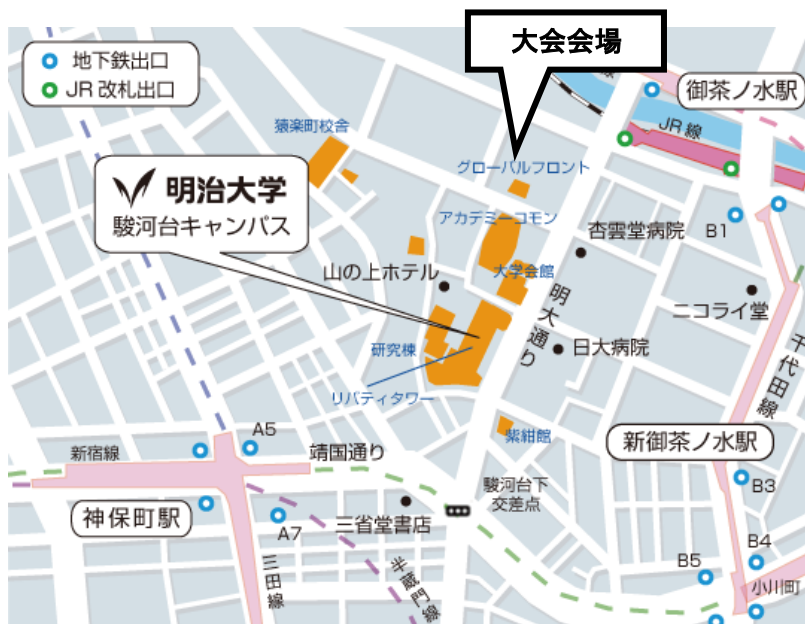 大会会場
地下鉄出口
JR 改札出口
御茶ノ水駅
JR 線
猿楽町校舎
グローバルフロント
明治大学
駿河台キャンパス
アカデミーコモン
杏雲堂病院
B1
山の上ホテル
大学会館
明大通り
ニコライ堂
研究棟
日大病院
千代田線
リバティタワー
紫紺館
新御茶ノ水駅
A5
新宿線
靖国通り
駿河台下
交差点
B3
神保町駅
A7
三省堂書店
三田線
半蔵門線
B4
B5
小川町